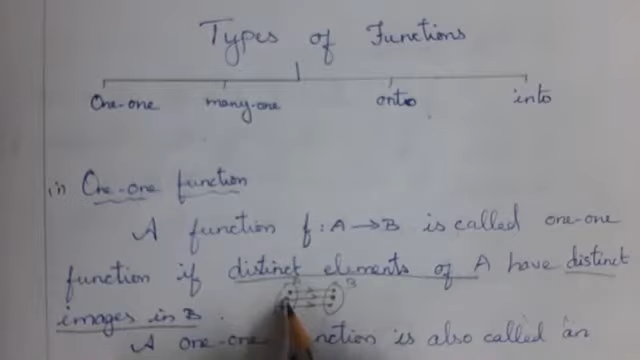 Types of Functions
One-one many-one onto into
(i) One-one function
A function f : A → B is called one-one
function if distinct elements of A have distinct
images in B.
A B
A one-one nction is also called an